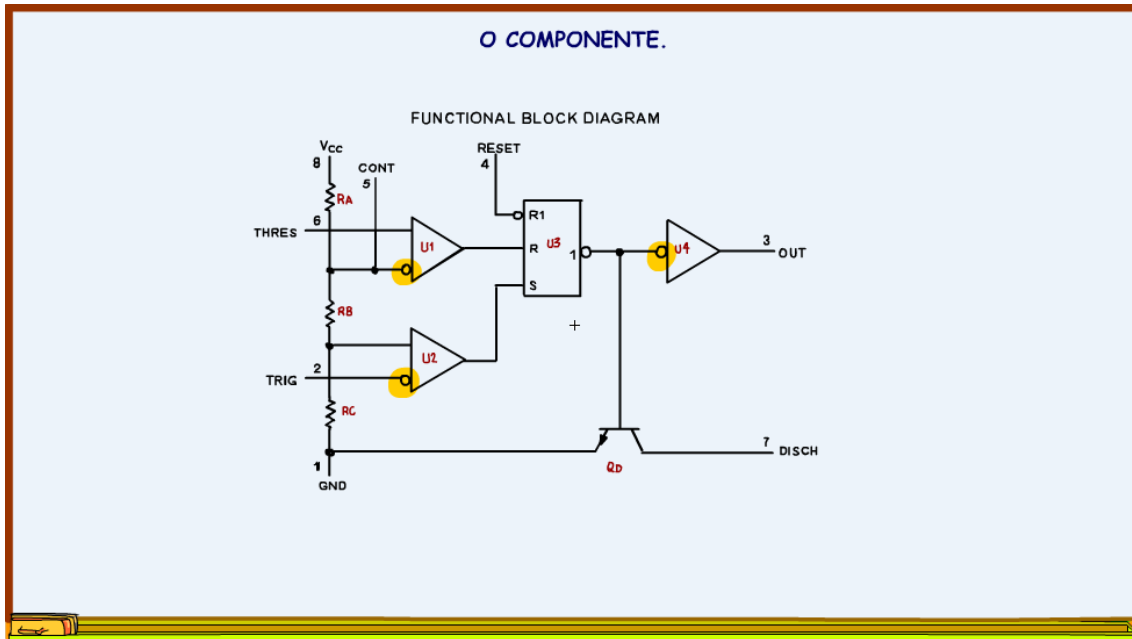 O COMPONENTE.
FUNCTIONAL BLOCK DIAGRAM
VCC
8
CONT
5
RESET
4
RA
6
THRES
U1
R1
R
U3
1
S
U4
3
OUT
RB
U2
2
TRIG
RC
1
GND
QD
7
DISCH